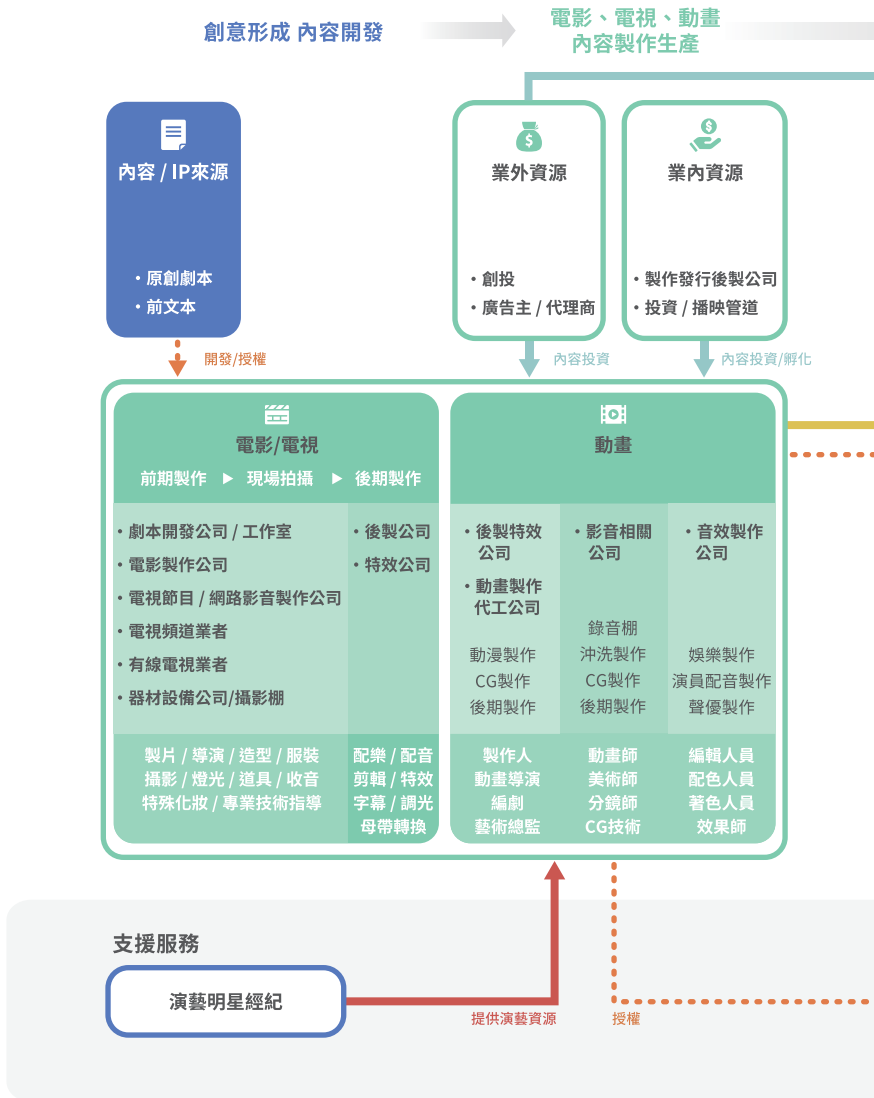 創意形成 內容開發
電影、電視、動畫
內容製作生產
內容 / IP來源
・原創劇本
・前文本
業外資源
・創投
・廣告主 / 代理商
業內資源
・製作發行後製公司
・投資 / 播映管道
開發/授權
內容投資
內容投資/孵化
電影/電視
前期製作 ▶ 現場拍攝 ▶ 後期製作
・劇本開發公司 / 工作室
・電影製作公司
・電視節目 / 網路影音製作公司
・電視頻道業者
・有線電視業者
・器材設備公司/攝影棚
・後製公司
・特效公司
製片 / 導演 / 造型 / 服裝
攝影 / 燈光 / 道具 / 收音
特殊化妝 / 專業技術指導
配樂 / 配音
剪輯 / 特效
字幕 / 調光
母帶轉換
動畫
・後製特效
公司
・動畫製作
代工公司
動漫製作
CG製作
後期製作
・影音相關
公司
錄音棚
沖洗製作
CG製作
後期製作
・音效製作
公司
娛樂製作
演員配音製作
聲優製作
製作人
動畫導演
編劇
藝術總監
動畫師
美術師
分鏡師
CG技術
編輯人員
配色人員
著色人員
效果師
支援服務
演藝明星經紀
提供演藝資源
授權